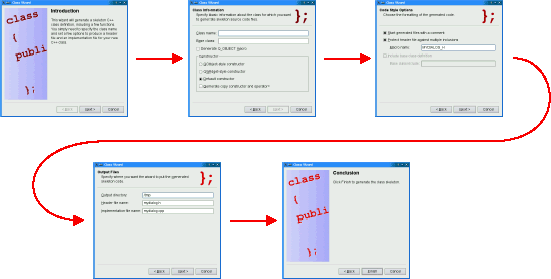 Class Wizard
Introduction
This wizard will generate a skeleton C++
class definition, including a few functions.
You simply need to specify the class name
and set a few options to produce a header
file and an implementation file for your new
C++ class.
class
{
publi
};
< Back
Next >
Cancel
Class Wizard
Class Information
Specify basic information about the class for which you want
to generate skeleton source code files.
};
Class name:
Base class:
Generate Q_OBJECT macro
Constructor
QObject-style constructor
QWidget-style constructor
Default constructor
Generate copy constructor and operator=
< Back
Next >
Cancel
Class Wizard
Code Style Options
Choose the formatting of the generated code.
};
Start generated files with a comment
Protect header file against multiple inclusions
Macro name:
MYDIALOG_H
Include base class definition
Base class include:
< Back
Next >
Cancel
Class Wizard
Output Files
Specify where you want the wizard to put the generated
skeleton code.
};
Output directory:
/tmp
Header file name:
mydialog.h
Implementation file name:
mydialog.cpp
< Back
Next >
Cancel
Class Wizard
Conclusion
Click Finish to generate the class skeleton.
class
{
publi
};
< Back
Finish
Cancel